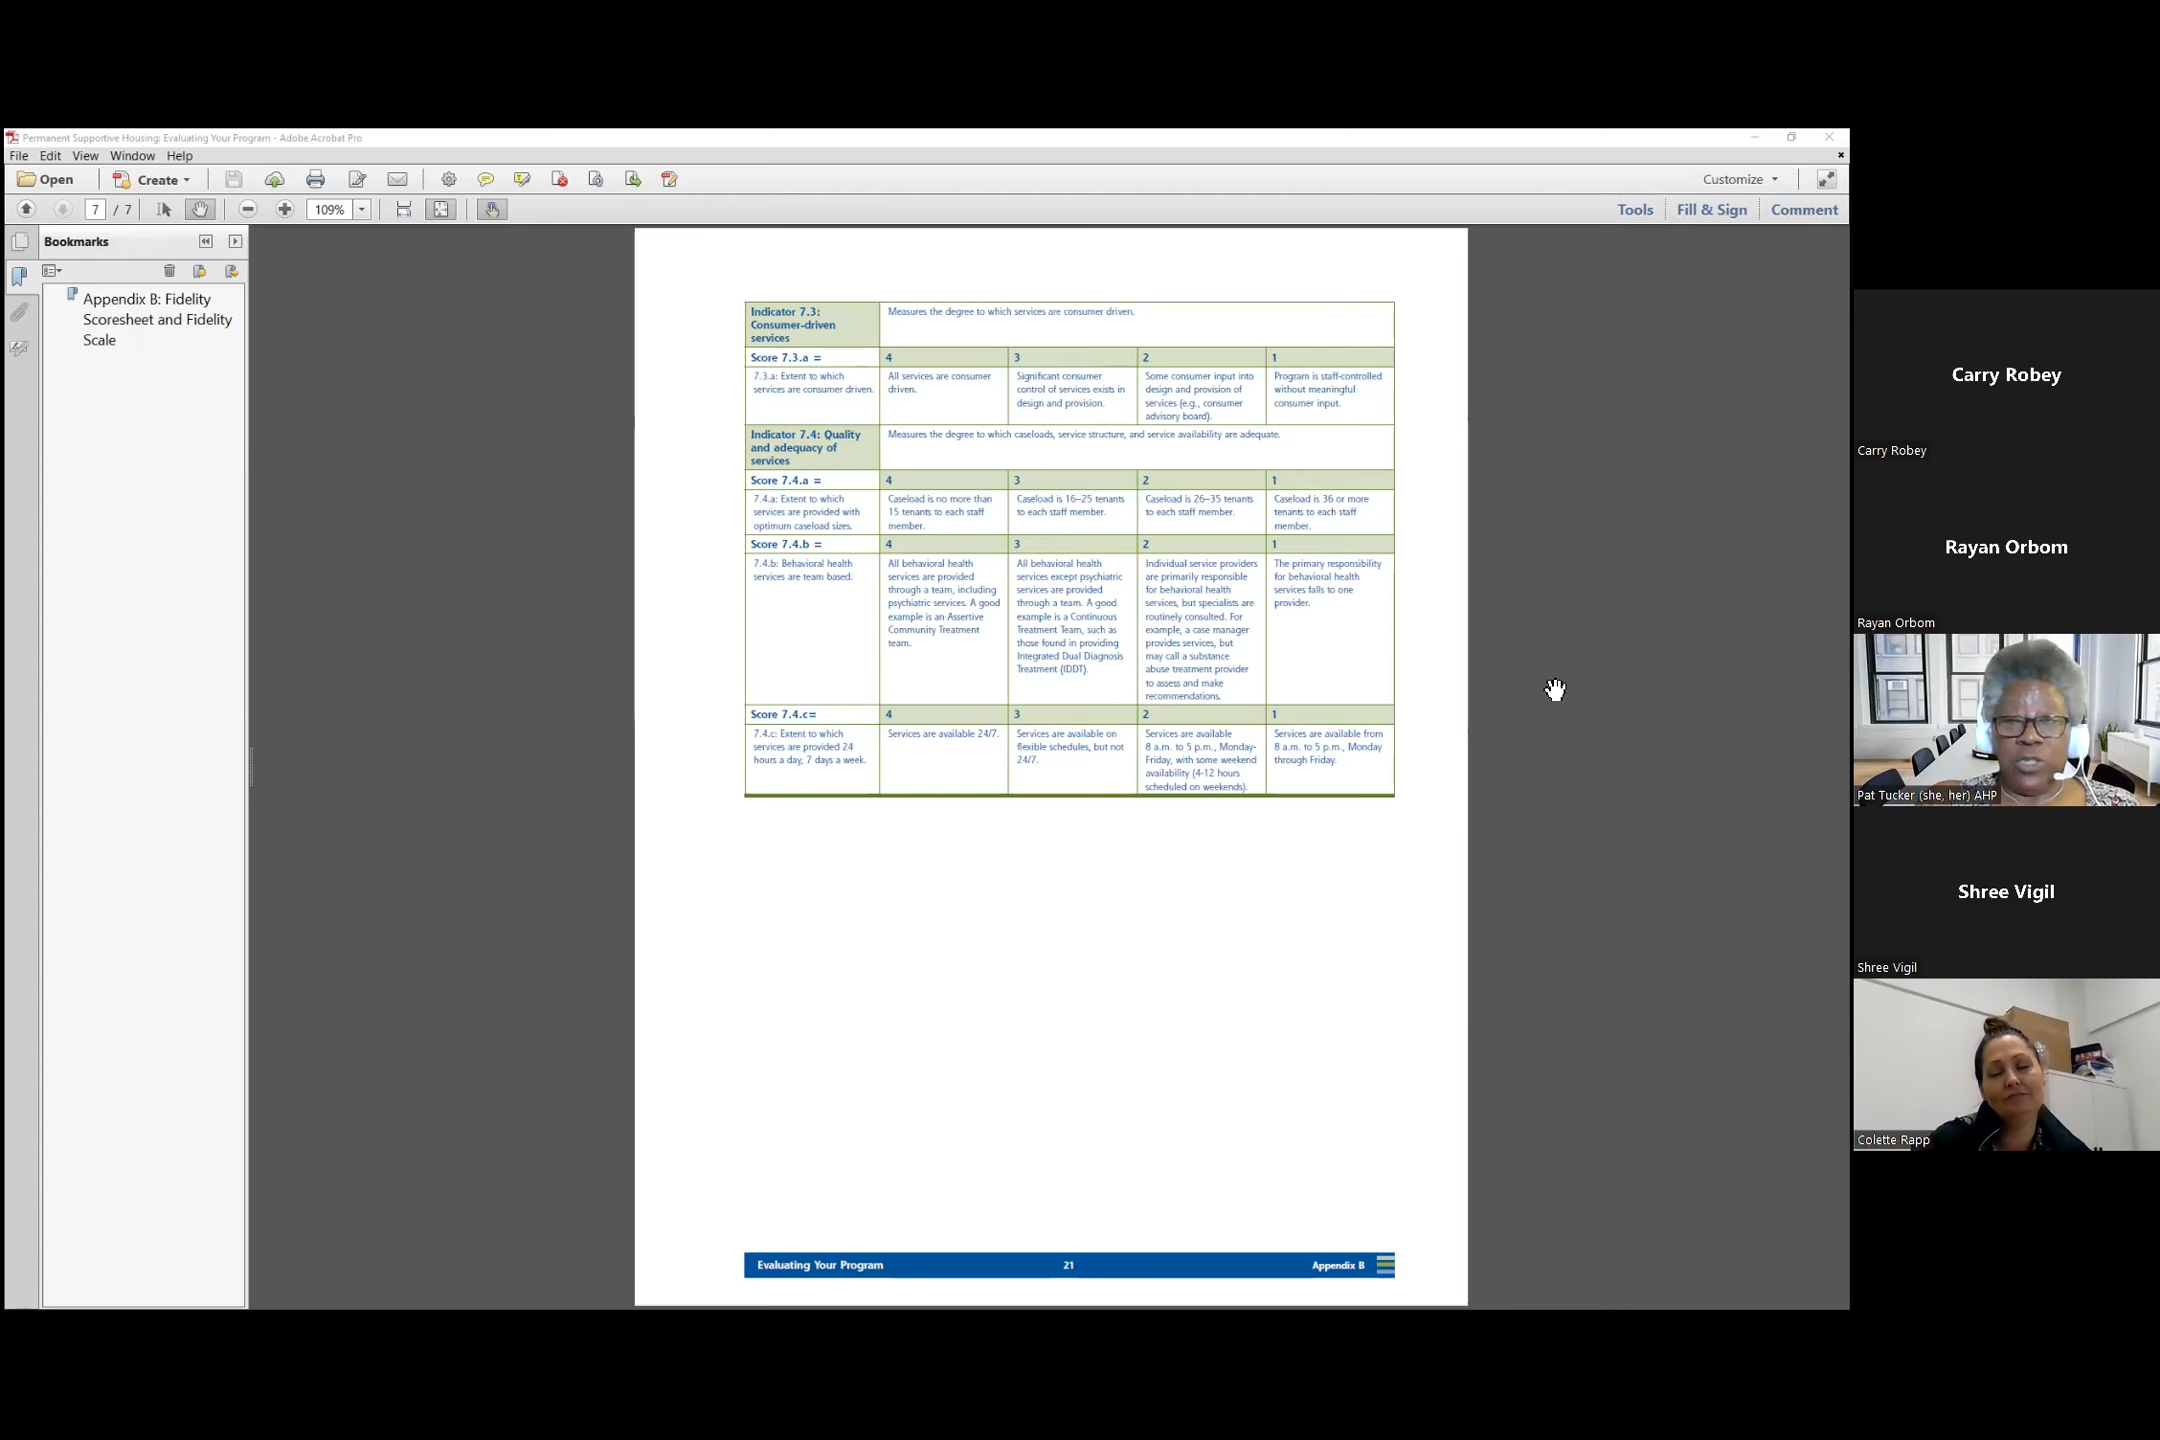 Permanent Supportive Housing: Evaluating Your Program - Adobe Acrobat Pro
File Edit View Window Help
Open Create Customize
7 / 7 109% Tools Fill & Sign Comment
Bookmarks
Appendix B: Fidelity
Scoresheet and Fidelity
Scale
Indicator 7.3:
Consumer-driven
services
Measures the degree to which services are consumer driven.
Score 7.3.a = 4 3 2 1
7.3.a: Extent to which
services are consumer driven.
All services are consumer
driven.
Significant consumer
control of services exists in
design and provision.
Some consumer input into
design and provision of
services (e.g., consumer
advisory board).
Program is staff-controlled
without meaningful
consumer input.
Indicator 7.4: Quality
and adequacy of
services
Measures the degree to which caseloads, service structure, and service availability are adequate.
Score 7.4.a = 4 3 2 1
7.4.a: Extent to which
services are provided with
optimum caseload sizes.
Caseload is no more than
15 tenants to each staff
member.
Caseload is 16–25 tenants
to each staff member.
Caseload is 26–35 tenants
to each staff member.
Caseload is 36 or more
tenants to each staff
member.
Score 7.4.b = 4 3 2 1
7.4.b: Behavioral health
services are team based.
All behavioral health
services are provided
through a team, including
psychiatric services. A good
example is an Assertive
Community Treatment
team.
All behavioral health
services except psychiatric
services are provided
through a team. A good
example is a Continuous
Treatment Team, such as
those found in providing
Integrated Dual Diagnosis
Treatment (IDDT).
Individual service providers
are primarily responsible
for behavioral health
services, but specialists are
routinely consulted. For
example, a case manager
provides services, but
may call a substance
abuse treatment provider
to assess and make
recommendations.
The primary responsibility
for behavioral health
services falls to one
provider.
Score 7.4.c= 4 3 2 1
7.4.c: Extent to which
services are provided 24
hours a day, 7 days a week.
Services are available 24/7.
Services are available on
flexible schedules, but not
24/7.
Services are available
8 a.m. to 5 p.m., Monday-
Friday, with some weekend
availability (4-12 hours
scheduled on weekends).
Services are available from
8 a.m. to 5 p.m., Monday
through Friday.
Evaluating Your Program 21 Appendix B
Carry Robey
Carry Robey
Rayan Orbom
Rayan Orbom
Pat Tucker (she, her) AHP
Shree Vigil
Shree Vigil
Colette Rapp